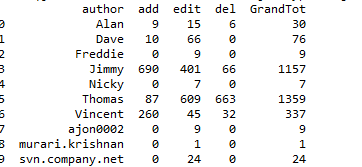 author add edit del GrandTot
0 Alan 9 15 6 30
1 Dave 10 66 0 76
2 Freddie 0 9 0 9
3 Jimmy 690 401 66 1157
4 Nicky 0 7 0 7
5 Thomas 87 609 663 1359
6 Vincent 260 45 32 337
7 ajon0002 0 9 0 9
8 murari.krishnan 0 1 0 1
9 svn.company.net 0 24 0 24